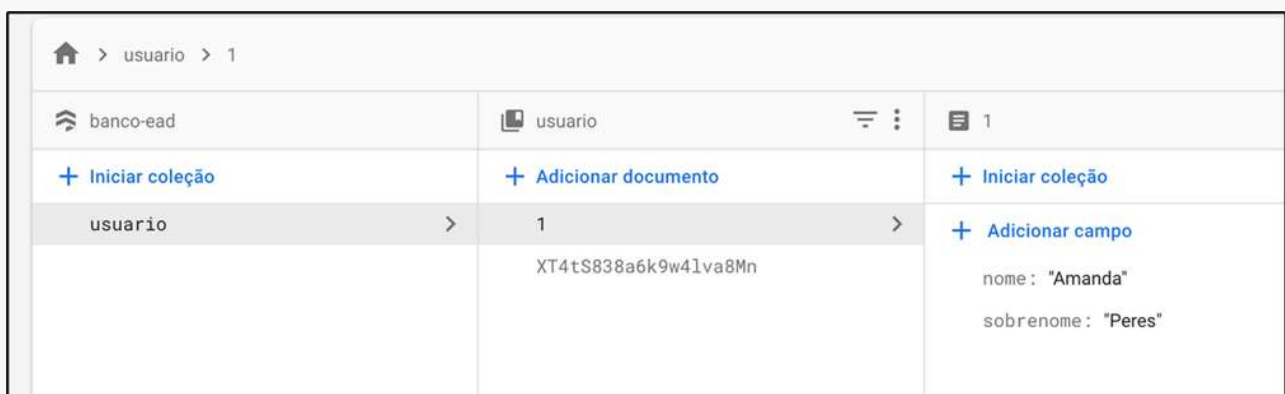 > usuario > 1
banco-ead
usuario
1
+ Iniciar coleção
+ Adicionar documento
+ Iniciar coleção
usuario >
1 >
+ Adicionar campo
XT4tS838a6k9w4lva8Mn
nome: "Amanda"
sobrenome: "Peres"